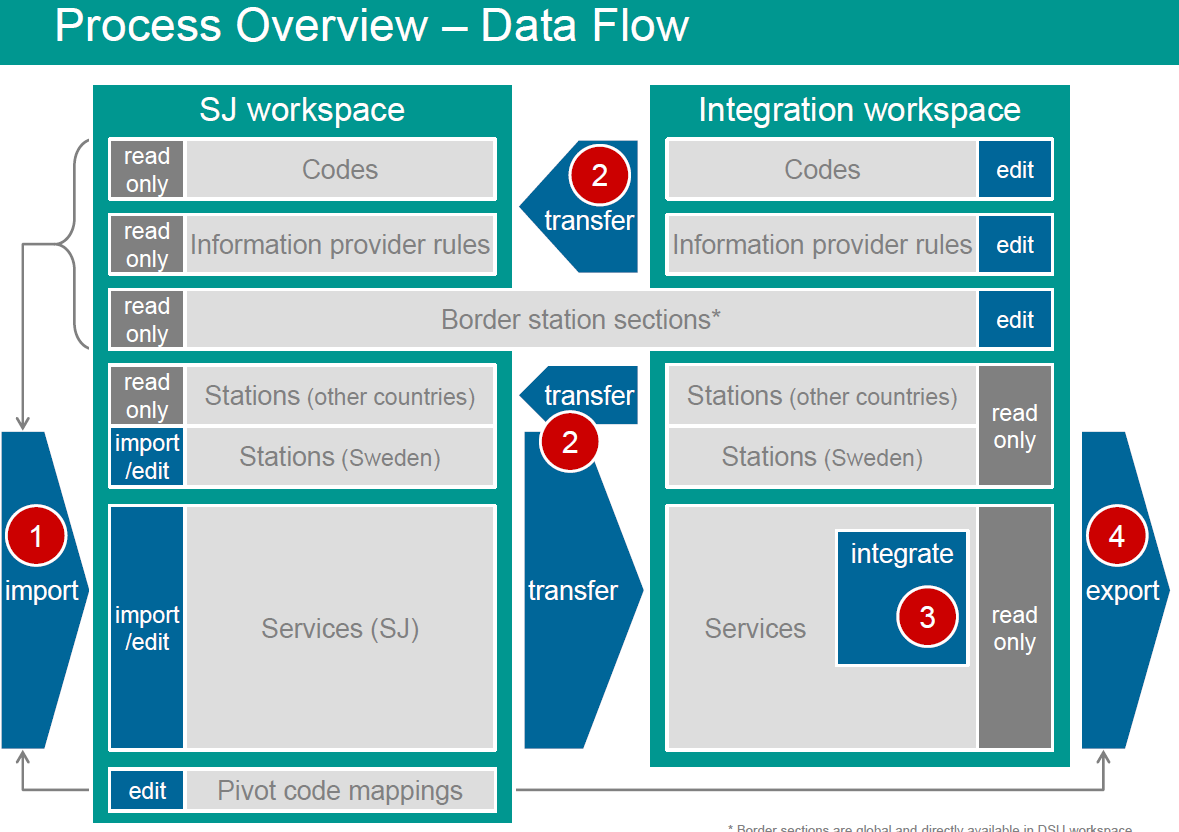 Process Overview – Data Flow
SJ workspace
Integration workspace
read
only
Codes
2
transfer
Codes
edit
read
only
Information provider rules
Information provider rules
edit
read
only
Border station sections*
edit
read
only
Stations (other countries)
transfer
Stations (other countries)
read
only
import
/edit
Stations (Sweden)
2
Stations (Sweden)
1
import
import
/edit
Services (SJ)
transfer
Services
integrate
3
read
only
4
export
edit
Pivot code mappings
* Border sections are global and directly available in DSU workspace